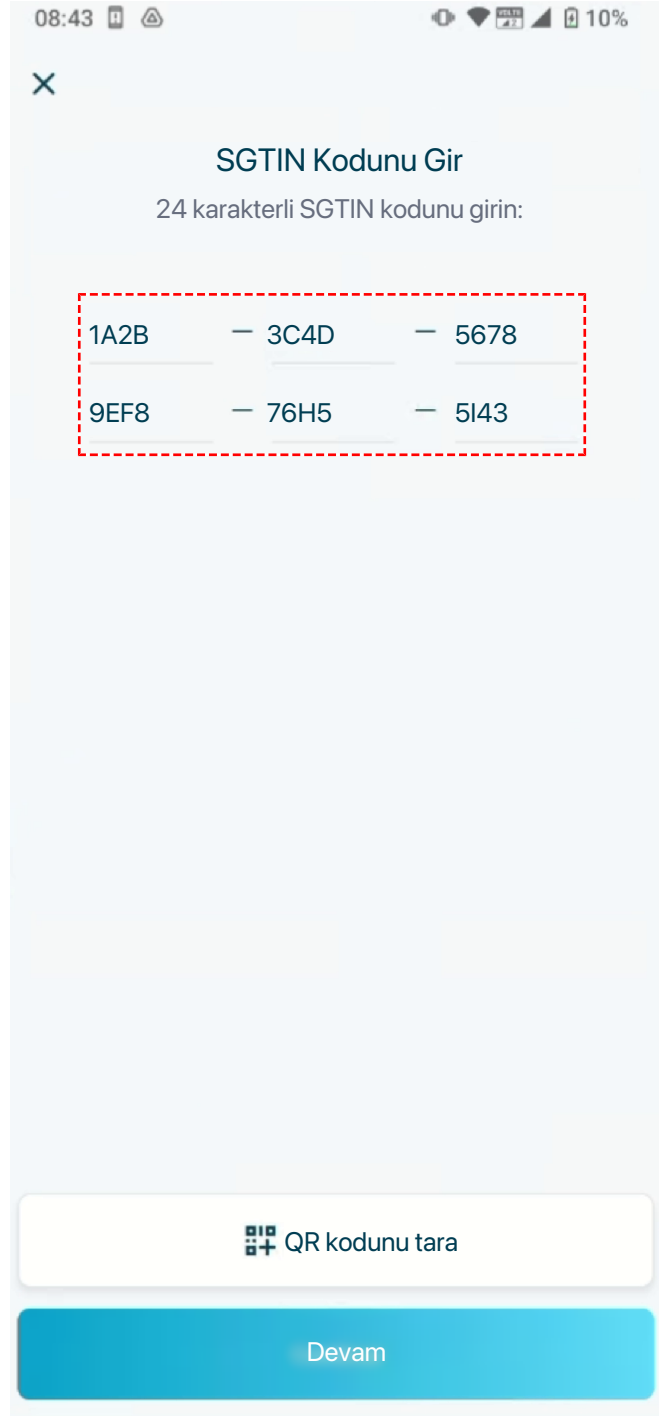 08:43 10%
SGTIN Kodunu Gir
24 karakterli SGTIN kodunu girin:
1A2B – 3C4D – 5678
9EF8 – 76H5 – 5I43
QR kodunu tara
Devam